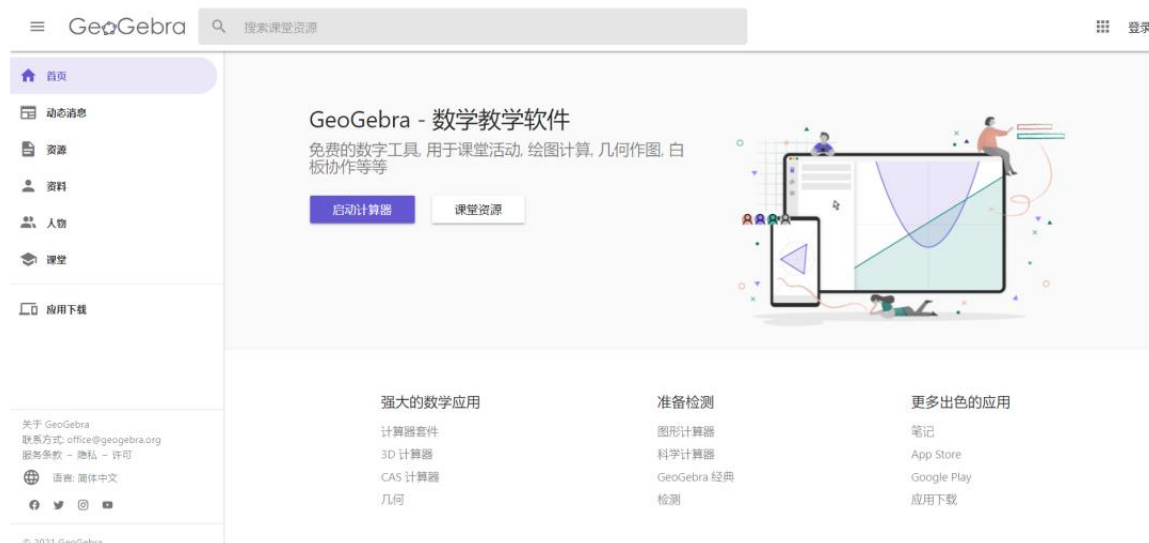 GeoGebra
搜索课堂资源
登录
首页
动态消息
资源
资料
人物
课堂
应用下载
关于 GeoGebra
联系方式: office@geogebra.org
服务条款 – 隐私 – 许可
语言: 简体中文
© 2021 GeoGebra
GeoGebra - 数学教学软件
免费的数字工具, 用于课堂活动, 绘图计算, 几何作图, 白
板协作等等
启动计算器
课堂资源
强大的数学应用
计算器套件
3D 计算器
CAS 计算器
几何
准备检测
图形计算器
科学计算器
GeoGebra 经典
检测
更多出色的应用
笔记
App Store
Google Play
应用下载